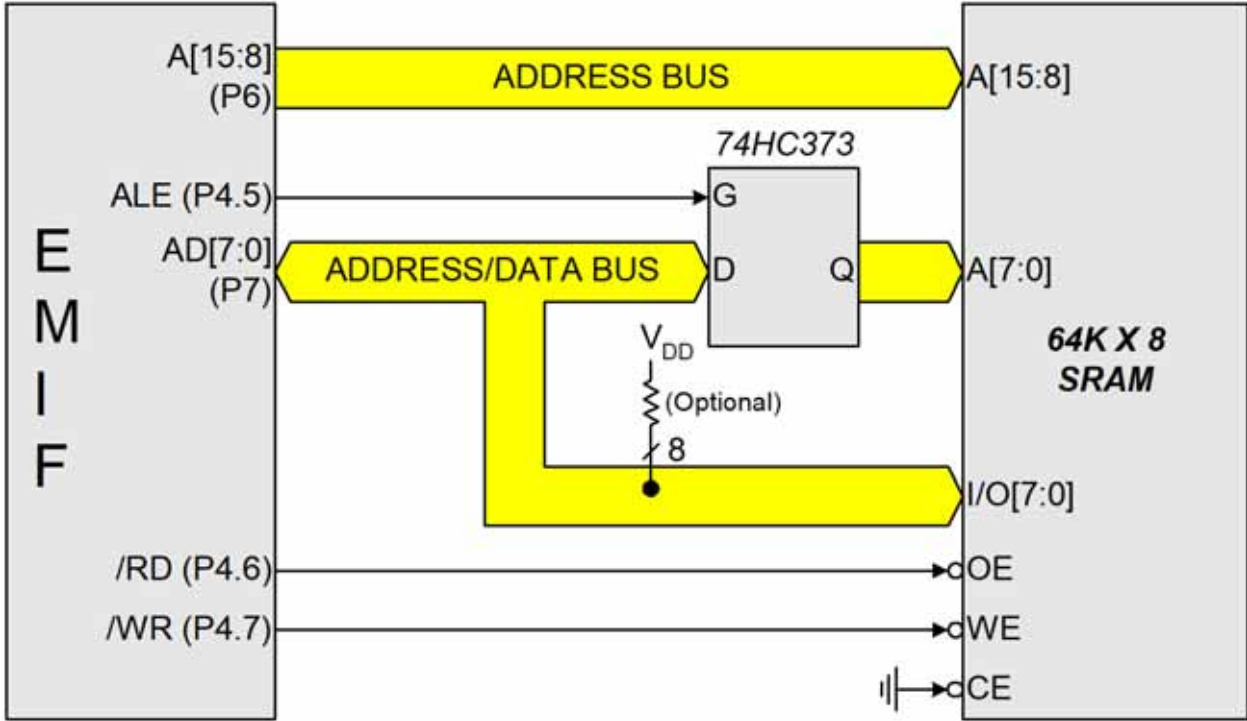 A[15:8]
(P6)
ADDRESS BUS
A[15:8]
74HC373
ALE (P4.5)
G
E
M
I
F
AD[7:0]
(P7)
ADDRESS/DATA BUS
D
Q
A[7:0]
VDD
(Optional)
8
64K X 8
SRAM
I/O[7:0]
/RD (P4.6)
OE
/WR (P4.7)
WE
CE